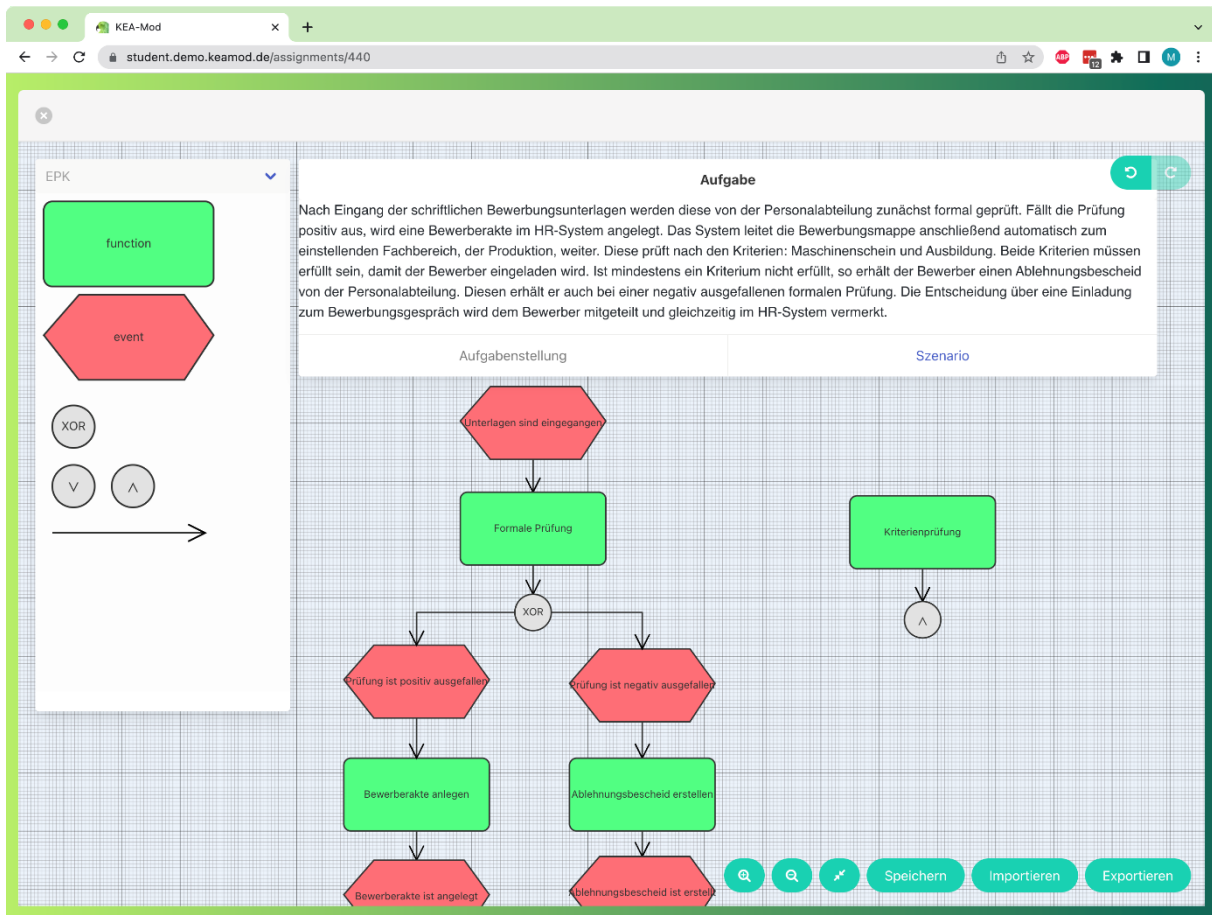 KEA-Mod
student.demo.keamod.de/assignments/440
ABP
12
M
EPK
function
event
XOR
∨ ∧
Aufgabe
Nach Eingang der schriftlichen Bewerbungsunterlagen werden diese von der Personalabteilung zunächst formal geprüft. Fällt die Prüfung
positiv aus, wird eine Bewerberakte im HR-System angelegt. Das System leitet die Bewerbungsmappe anschließend automatisch zum
einstellenden Fachbereich, der Produktion, weiter. Diese prüft nach den Kriterien: Maschinenschein und Ausbildung. Beide Kriterien müssen
erfüllt sein, damit der Bewerber eingeladen wird. Ist mindestens ein Kriterium nicht erfüllt, so erhält der Bewerber einen Ablehnungsbescheid
von der Personalabteilung. Diesen erhält er auch bei einer negativ ausgefallenen formalen Prüfung. Die Entscheidung über eine Einladung
zum Bewerbungsgespräch wird dem Bewerber mitgeteilt und gleichzeitig im HR-System vermerkt.
Aufgabenstellung Szenario
Unterlagen sind eingegangen
Formale Prüfung
Kriterienprüfung
XOR
∧
Prüfung ist positiv ausgefallen
Prüfung ist negativ ausgefallen
Bewerberakte anlegen
Ablehnungsbescheid erstellen
Bewerberakte ist angelegt
Ablehnungsbescheid ist erstellt
Speichern Importieren Exportieren